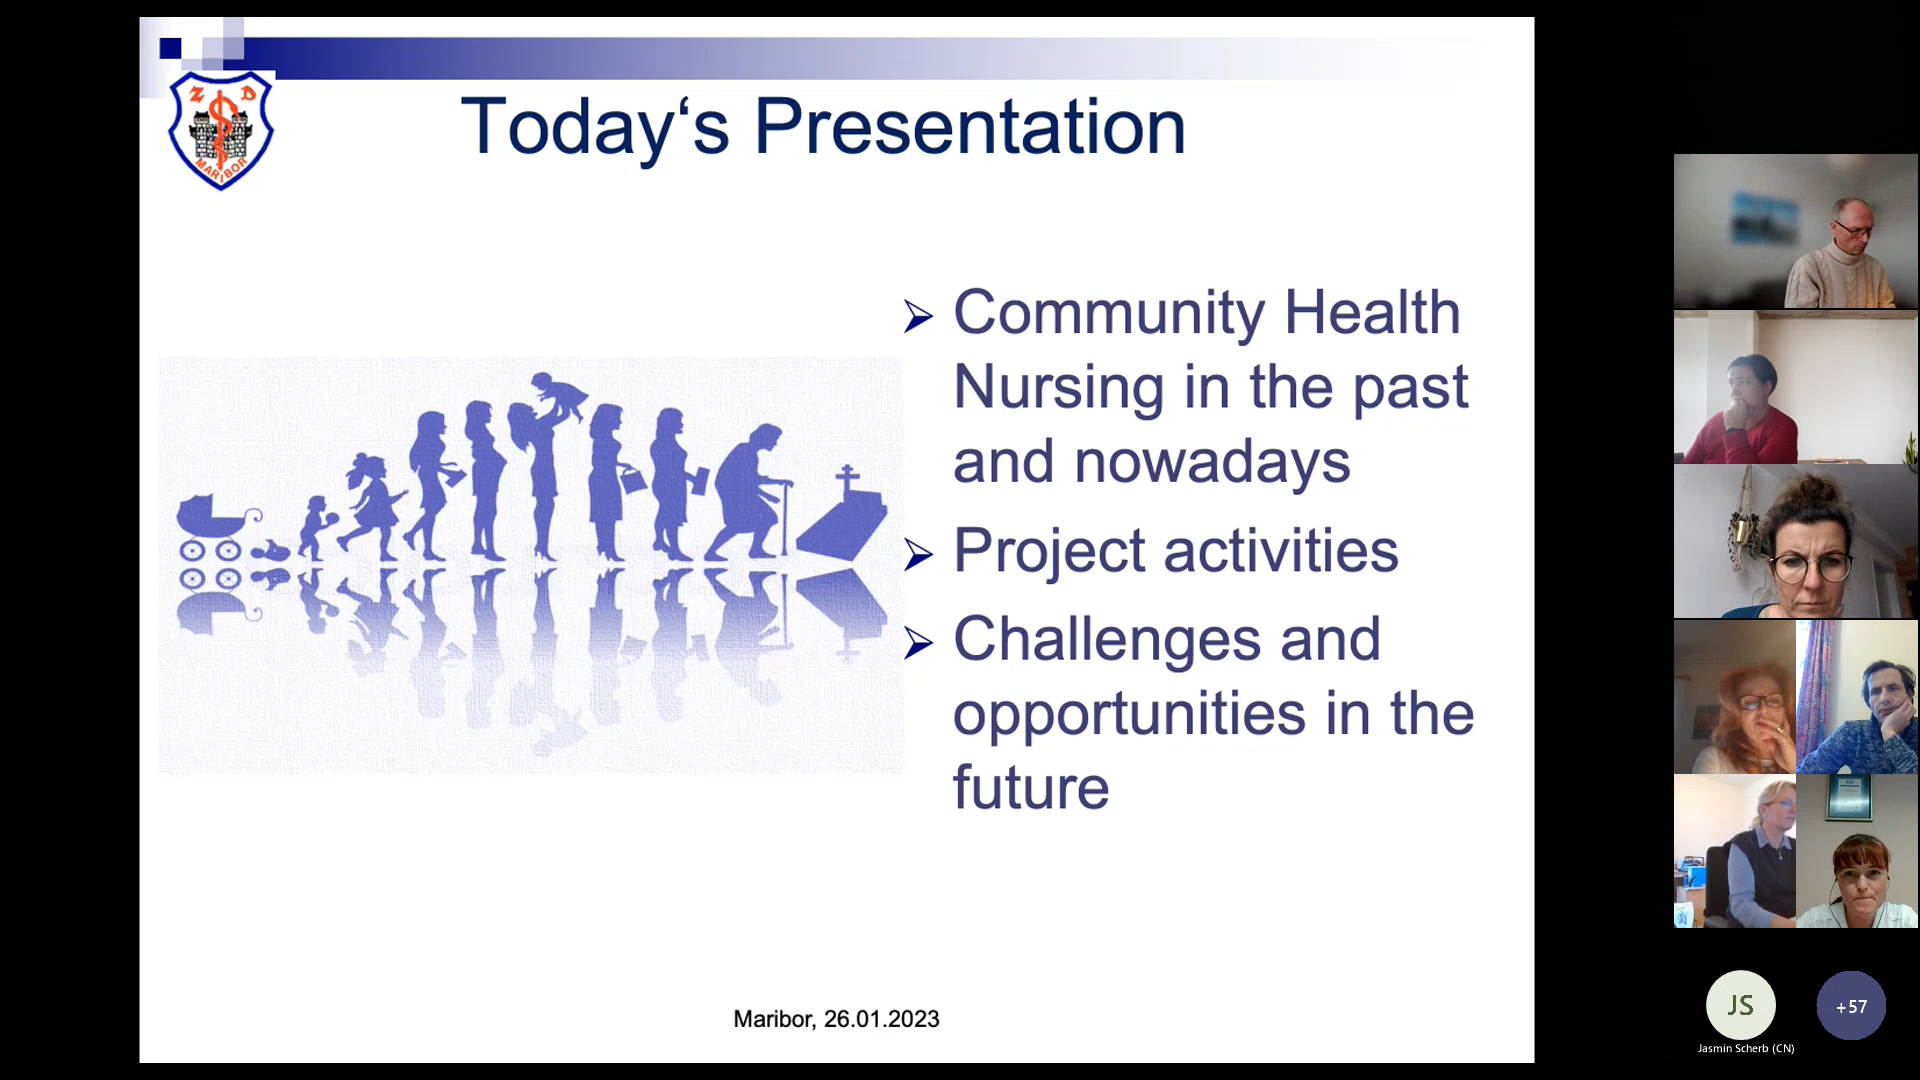 Z D
MARIBOR
Today‘s Presentation
➢ Community Health
Nursing in the past
and nowadays
➢ Project activities
➢ Challenges and
opportunities in the
future
Maribor, 26.01.2023
JS
+57
Jasmin Scherb (CN)